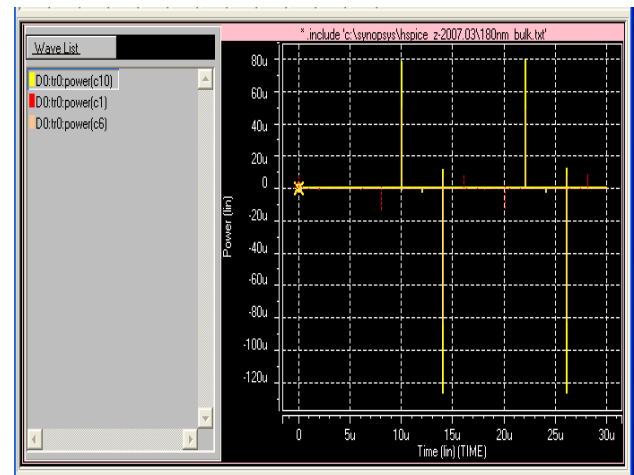 * .include 'c:\synopsys\hspice_z-2007.03\180nm_bulk.txt'
Wave List
D0:tr0:power(c10)
D0:tr0:power(c1)
D0:tr0:power(c6)
80u
60u
40u
20u
0
-20u
-40u
-60u
-80u
-100u
-120u
Power (lin)
0 5u 10u 15u 20u 25u 30u
Time (lin) (TIME)